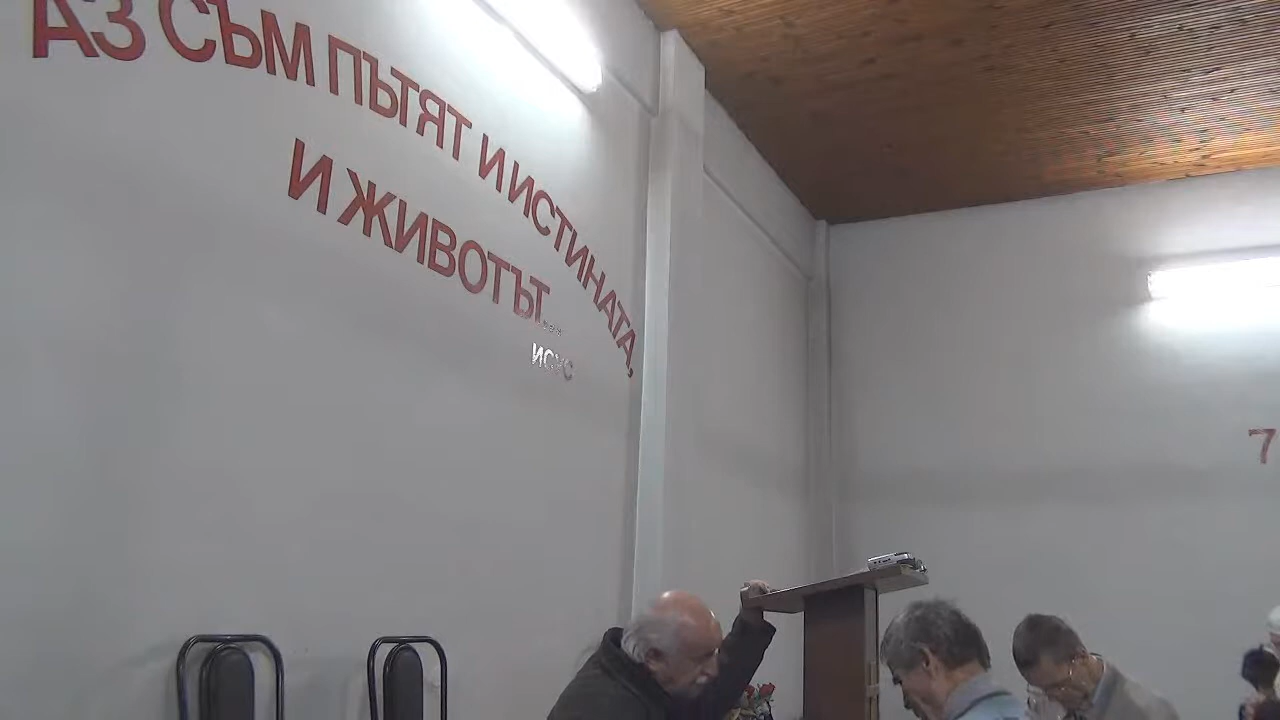 АЗ СЪМ ПЪТЯТ И ИСТИНАТА,
И ЖИВОТЪТ...
ИСУС
7